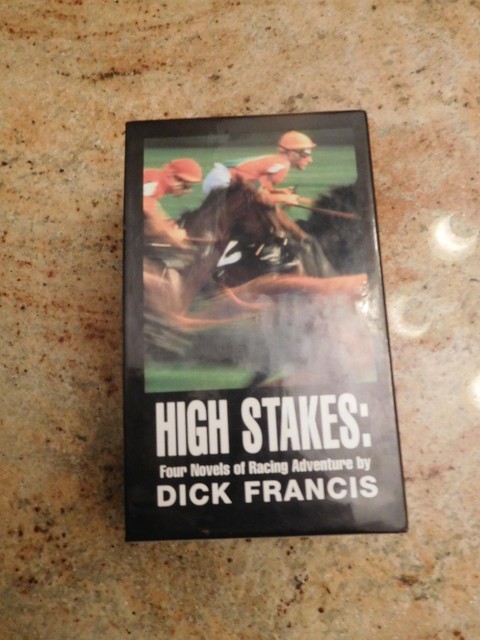 HIGH STAKES:
Four Novels of Racing Adventure by
DICK FRANCIS